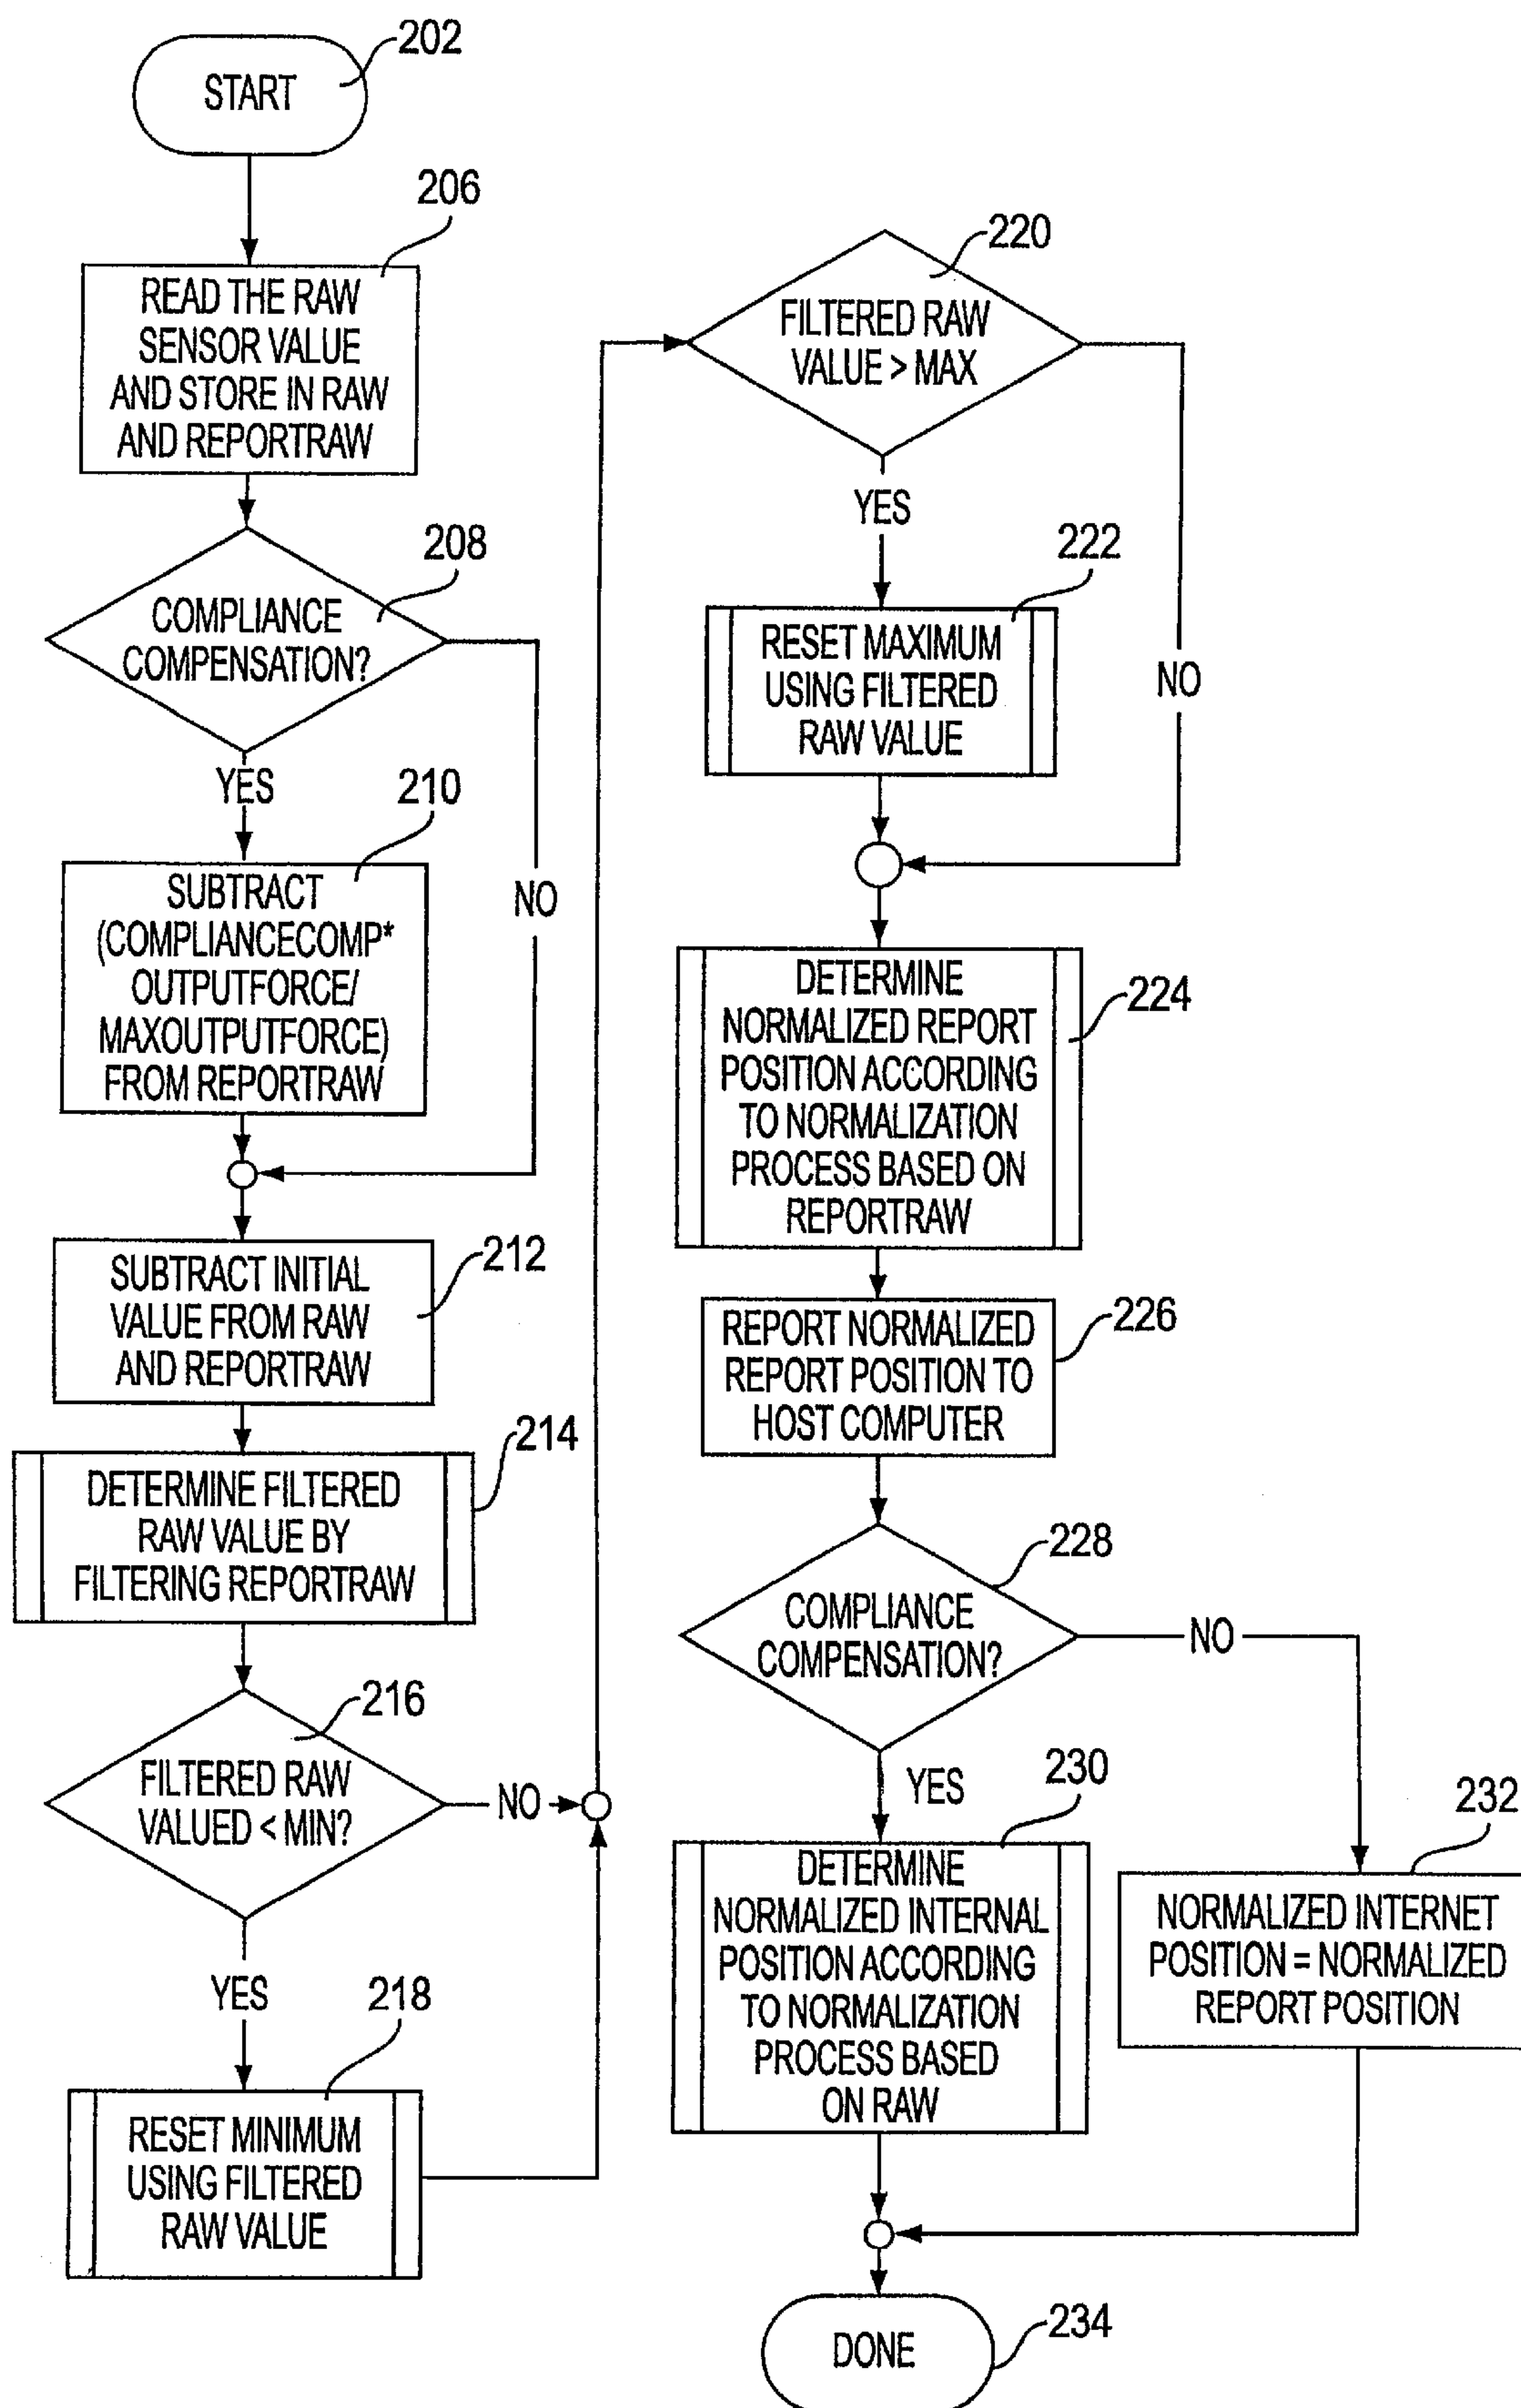 START
202
206
READ THE RAW
SENSOR VALUE
AND STORE IN RAW
AND REPORTRAW
208
COMPLIANCE
COMPENSATION?
YES
NO
210
SUBTRACT
(COMPLIANCECOMP*
OUTPUTFORCE/
MAXOUTPUTFORCE)
FROM REPORTRAW
212
SUBTRACT INITIAL
VALUE FROM RAW
AND REPORTRAW
214
DETERMINE FILTERED
RAW VALUE BY
FILTERING REPORTRAW
216
FILTERED RAW
VALUED < MIN?
NO
YES
218
RESET MINIMUM
USING FILTERED
RAW VALUE
220
FILTERED RAW
VALUE > MAX
YES
NO
222
RESET MAXIMUM
USING FILTERED
RAW VALUE
224
DETERMINE
NORMALIZED REPORT
POSITION ACCORDING
TO NORMALIZATION
PROCESS BASED ON
REPORTRAW
226
REPORT NORMALIZED
REPORT POSITION TO
HOST COMPUTER
228
COMPLIANCE
COMPENSATION?
NO
YES
230
DETERMINE
NORMALIZED INTERNAL
POSITION ACCORDING
TO NORMALIZATION
PROCESS BASED
ON RAW
232
NORMALIZED INTERNET
POSITION = NORMALIZED
REPORT POSITION
DONE
234